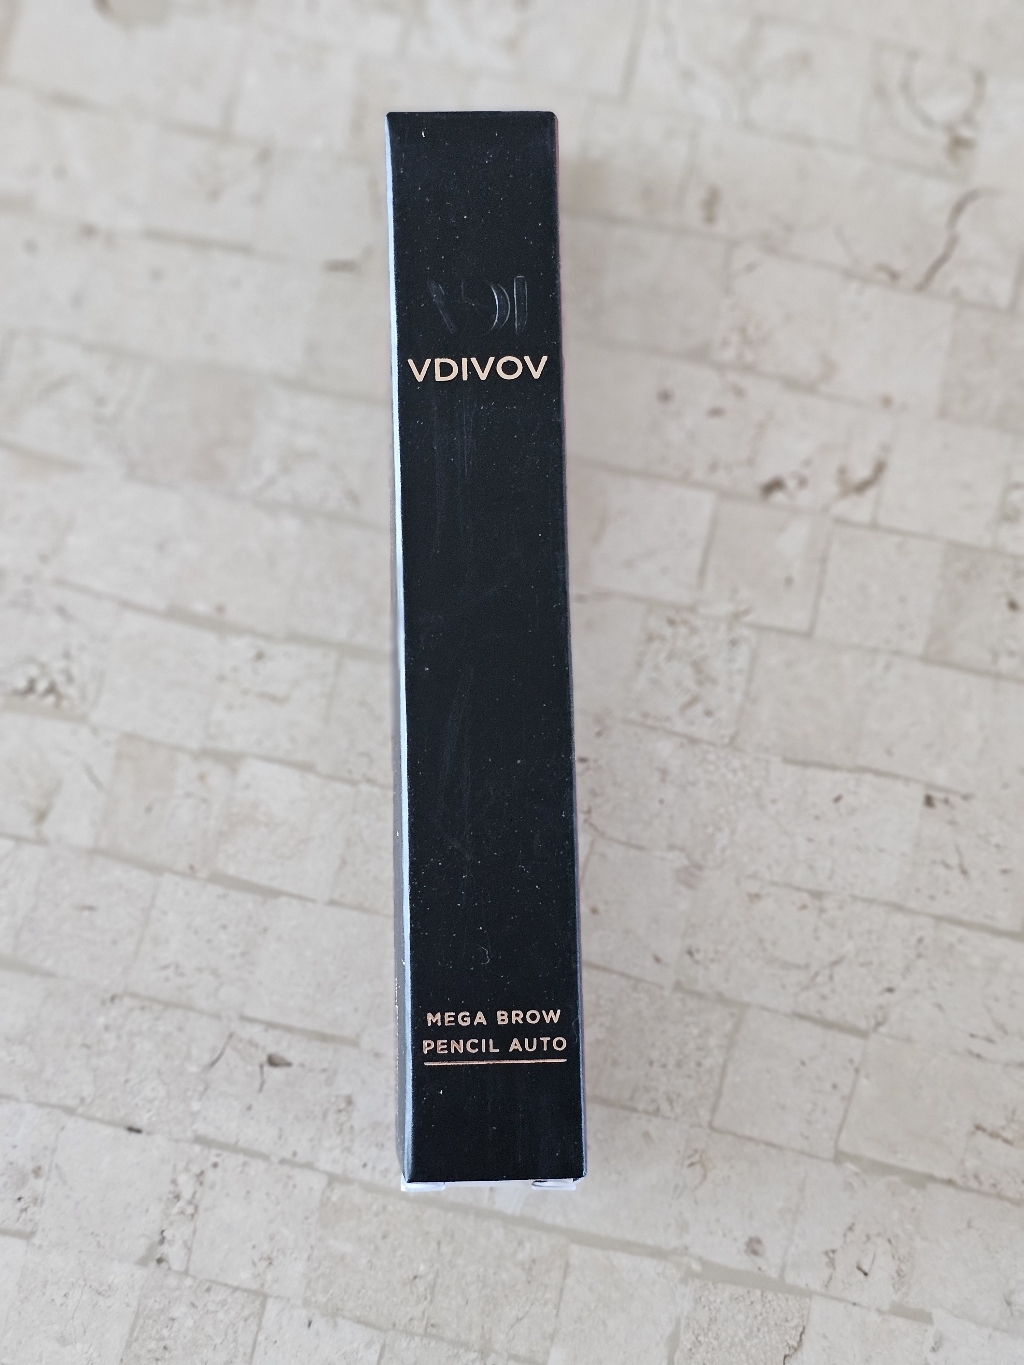 VDIVOV
MEGA BROW
PENCIL AUTO